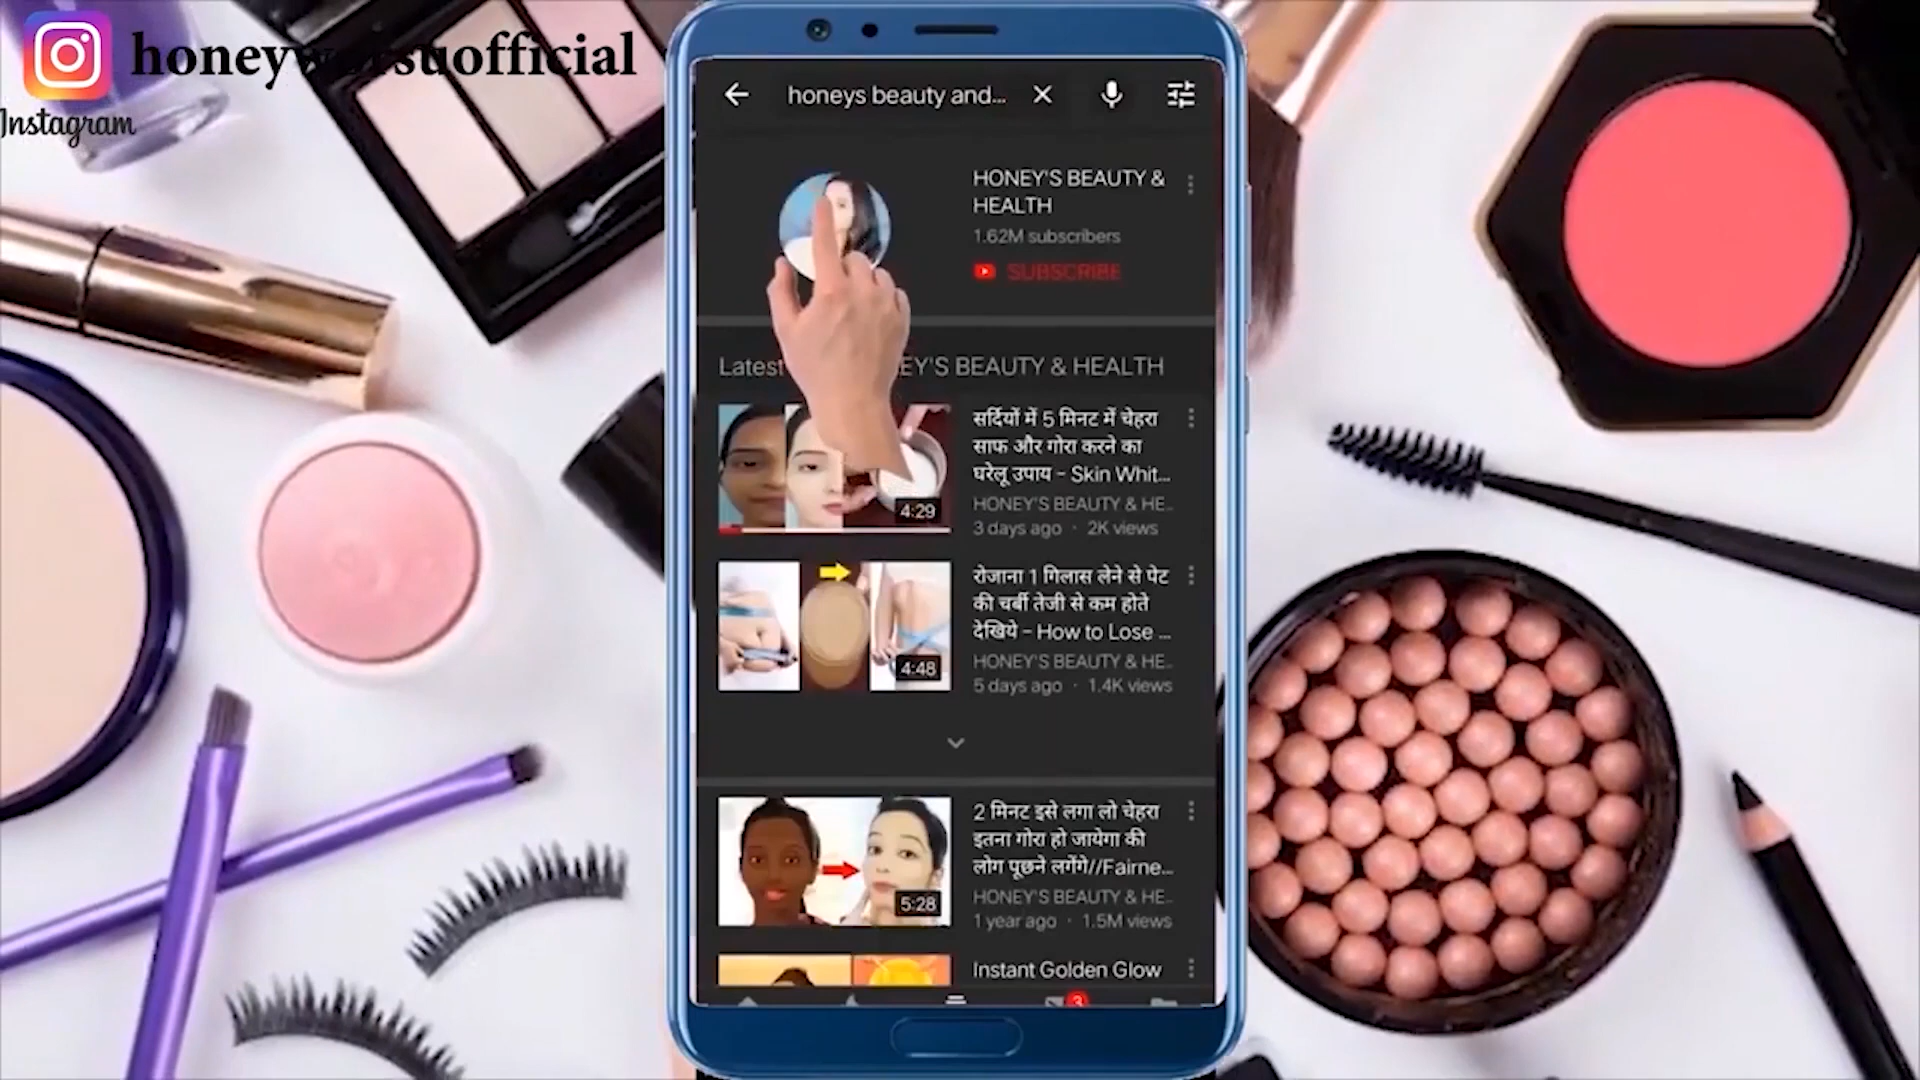 Instagram
honeys beauty and...
HONEY'S BEAUTY &
HEALTH
1.62M subscribers
SUBSCRIBE
Latest
BEAUTY & HEALTH
सर्दियों में 5 मिनट में चेहरा
साफ और गोरा करने का
घरेलू उपाय - Skin Whit...
HONEY'S BEAUTY & HE...
3 days ago · 2K views
4:29
रोजाना 1 गिलास लेने से पेट
की चर्बी तेजी से कम होते
देखिये - How to Lose ...
HONEY'S BEAUTY & HE...
5 days ago · 1.4K views
4:48
2 मिनट इसे लगा लो चेहरा
इतना गोरा हो जायेगा की
लोग पूछने लगेंगे//Fairne...
HONEY'S BEAUTY & HE...
1 year ago · 1.5M views
5:28
Instant Golden Glow
3